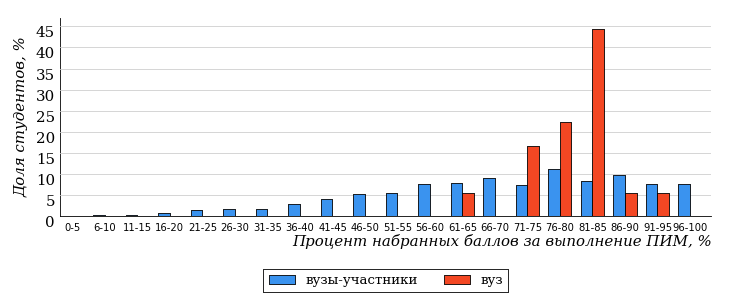 Доля студентов, %
45
40
35
30
25
20
15
10
5
0
0-5 6-10 11-15 16-20 21-25 26-30 31-35 36-40 41-45 46-50 51-55 56-60 61-65 66-70 71-75 76-80 81-85 86-90 91-95 96-100
Процент набранных баллов за выполнение ПИМ, %
вузы-участники вуз